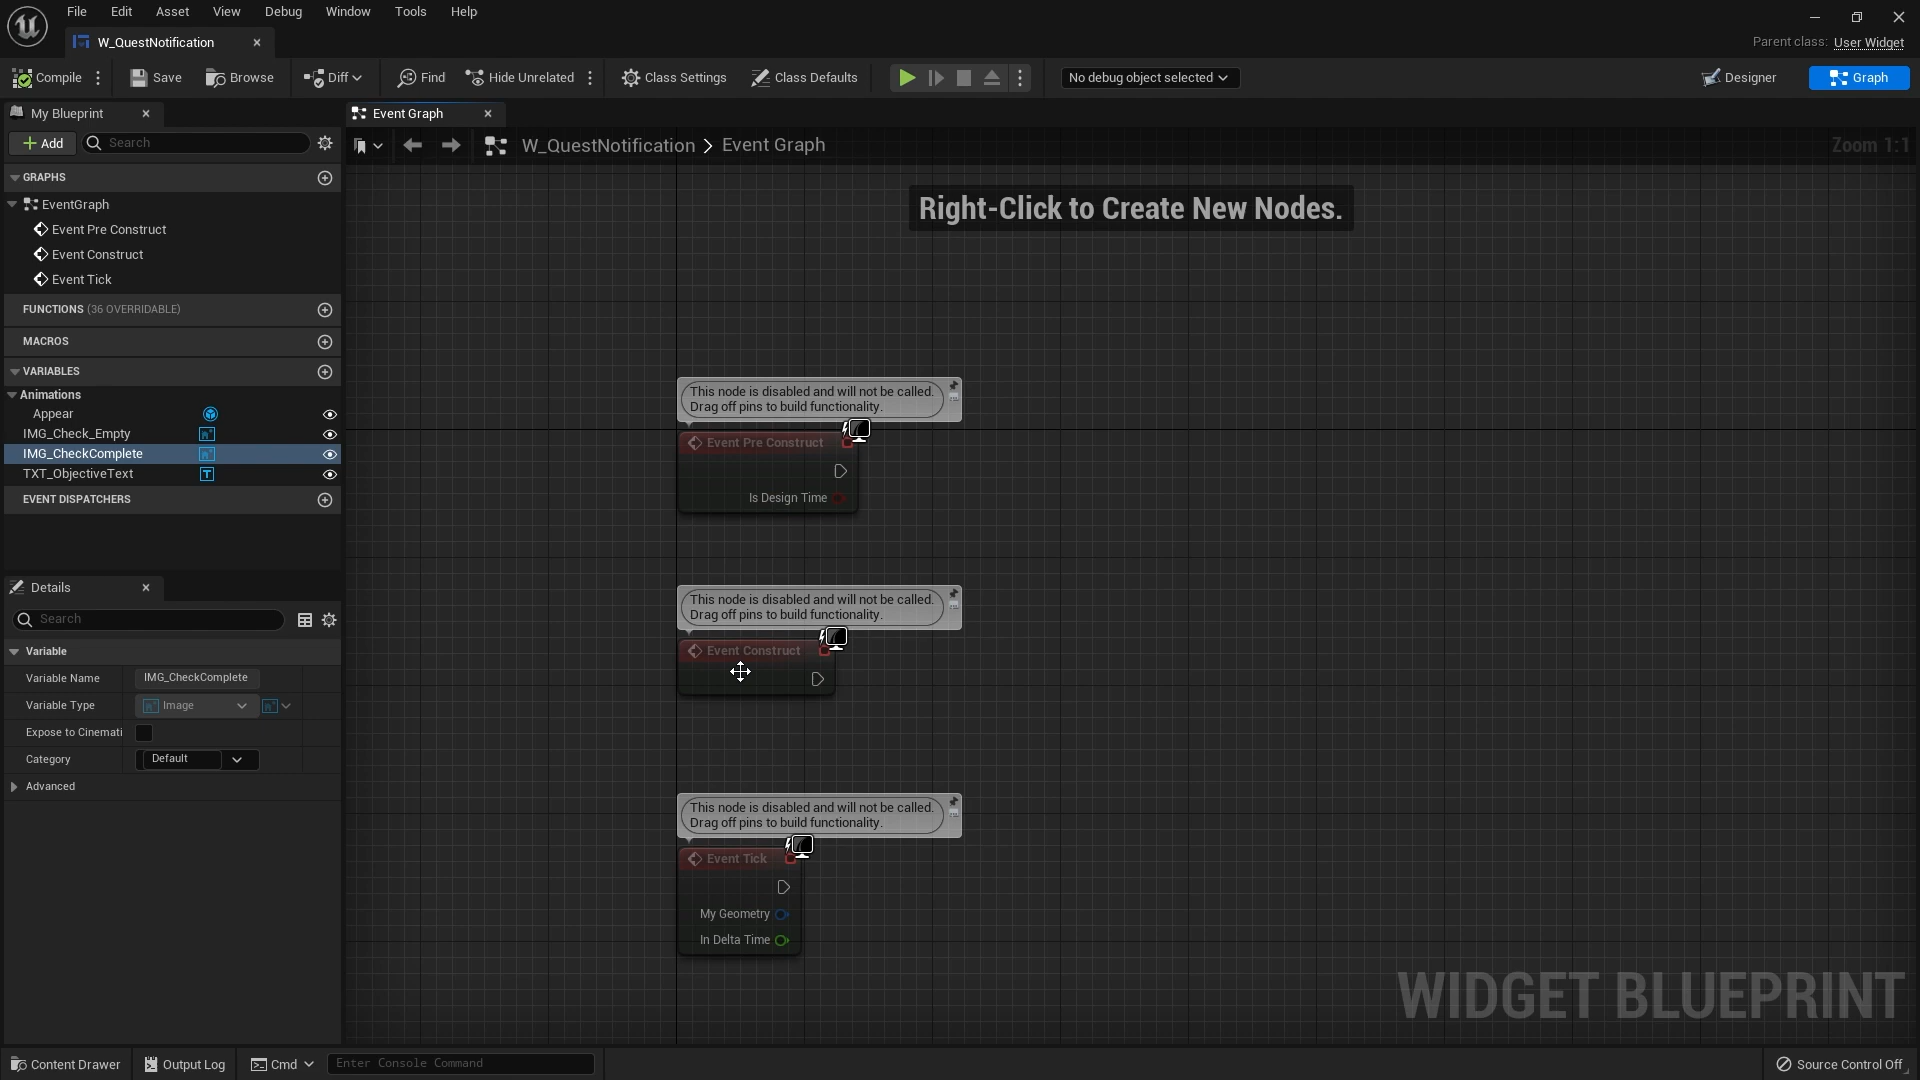 File Edit Asset View Debug Window Tools Help
W_QuestNotification
Parent class: User Widget
Compile Save Browse Diff Find Hide Unrelated Class Settings Class Defaults No debug object selected Designer Graph
My Blueprint
Event Graph
Add Search
W_QuestNotification > Event Graph
Zoom 1:1
GRAPHS
EventGraph
Event Pre Construct
Event Construct
Event Tick
FUNCTIONS (36 OVERRIDABLE)
MACROS
VARIABLES
Animations
Appear
IMG_Check_Empty
IMG_CheckComplete
TXT_ObjectiveText
EVENT DISPATCHERS
Details
Search
Variable
Variable Name IMG_CheckComplete
Variable Type Image
Expose to Cinemati
Category Default
Advanced
Right-Click to Create New Nodes.
This node is disabled and will not be called.
Drag off pins to build functionality.
Event Pre Construct
Is Design Time
This node is disabled and will not be called.
Drag off pins to build functionality.
Event Construct
This node is disabled and will not be called.
Drag off pins to build functionality.
Event Tick
My Geometry
In Delta Time
WIDGET BLUEPRINT
Content Drawer Output Log Cmd Enter Console Command Source Control Off